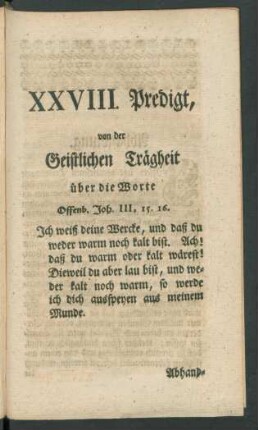 XXVIII. Predigt,
von der
Geistlichen Trägheit
über die Worte
Offenb. Joh. III, 15. 16.
Ich weiß deine Wercke, und daß du
weder warm noch kalt bist. Ach!
daß du warm oder kalt wärest!
Dieweil du aber lau bist, und we-
der kalt noch warm, so werde
ich dich ausspeyen aus meinem
Munde.
Abhand-